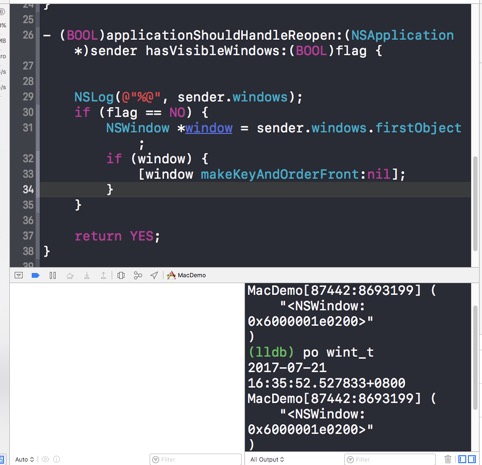 24 }
25
26 - (BOOL)applicationShouldHandleReopen:(NSApplication
*)sender hasVisibleWindows:(BOOL)flag {
27
28
29 NSLog(@"%@", sender.windows);
30 if (flag == NO) {
31 NSWindow *window = sender.windows.firstObject
;
32 if (window) {
33 [window makeKeyAndOrderFront:nil];
34 }
35 }
36
37 return YES;
38 }
MacDemo
MacDemo[87442:8693199] (
"<NSWindow:
0x6000001e0200>"
)
(lldb) po wint_t
2017-07-21
16:35:52.527833+0800
MacDemo[87442:8693199] (
"<NSWindow:
0x6000001e0200>"
)
Auto
Filter
All Output
Filter